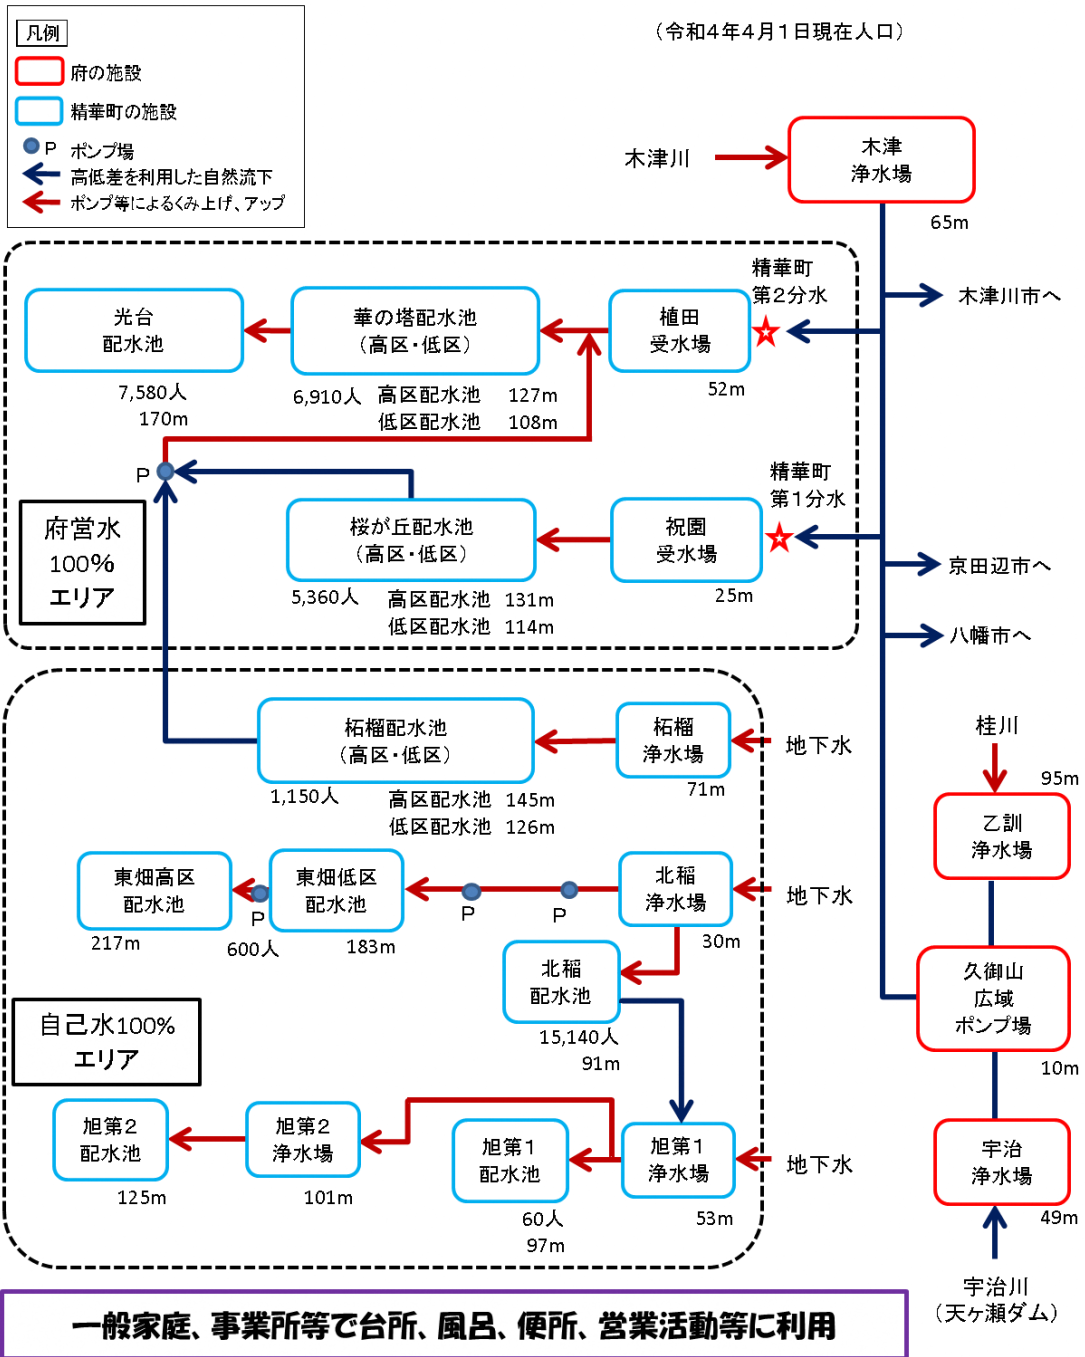 凡例
府の施設
精華町の施設
P ポンプ場
高低差を利用した自然流下
ポンプ等によるくみ上げ、アップ
（令和4年4月1日現在人口）
木津川
木津
浄水場
65m
木津川市へ
精華町
第2分水
光台
配水池
7,580人
170m
華の塔配水池
（高区・低区）
6,910人 高区配水池 127m
低区配水池 108m
植田
受水場
52m
P
府営水
100%
エリア
桜が丘配水池
（高区・低区）
5,360人 高区配水池 131m
低区配水池 114m
祝園
受水場
25m
精華町
第1分水
京田辺市へ
八幡市へ
柘榴配水池
（高区・低区）
1,150人 高区配水池 145m
低区配水池 126m
柘榴
浄水場
71m
地下水
桂川
95m
乙訓
浄水場
東畑高区
配水池
217m
P
600人
東畑低区
配水池
183m
P
P
北稲
浄水場
30m
地下水
北稲
配水池
15,140人
91m
久御山
広域
ポンプ場
10m
自己水100%
エリア
旭第2
配水池
125m
旭第2
浄水場
101m
旭第1
配水池
60人
97m
旭第1
浄水場
53m
地下水
宇治
浄水場
49m
宇治川
（天ヶ瀬ダム）
一般家庭、事業所等で台所、風呂、便所、営業活動等に利用